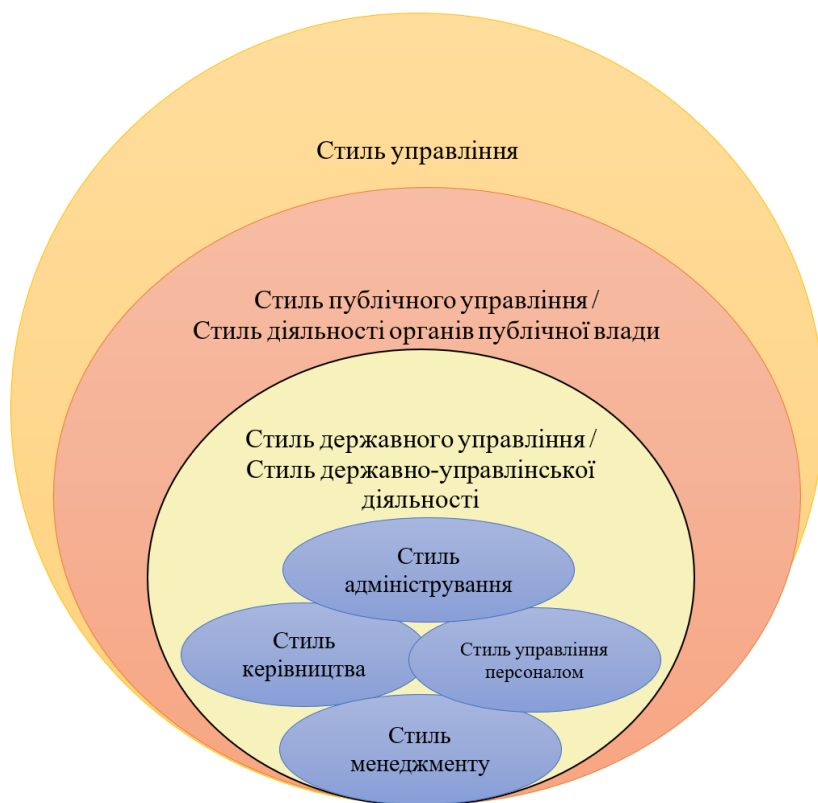 Стиль управління
Стиль публічного управління /
Стиль діяльності органів публічної влади
Стиль державного управління /
Стиль державно-управлінської
діяльності
Стиль
адміністрування
Стиль
керівництва
Стиль управління
персоналом
Стиль
менеджменту